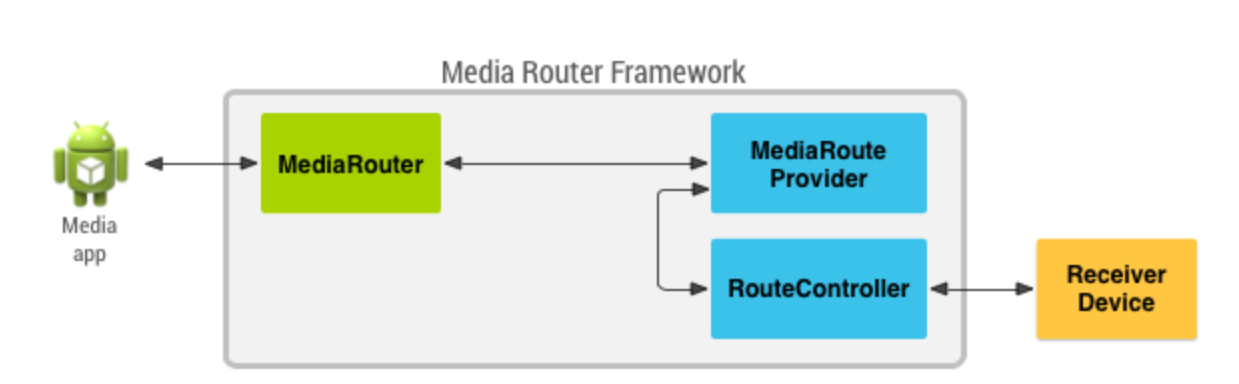 Media Router Framework
Media
app
MediaRouter
MediaRoute
Provider
RouteController
Receiver
Device